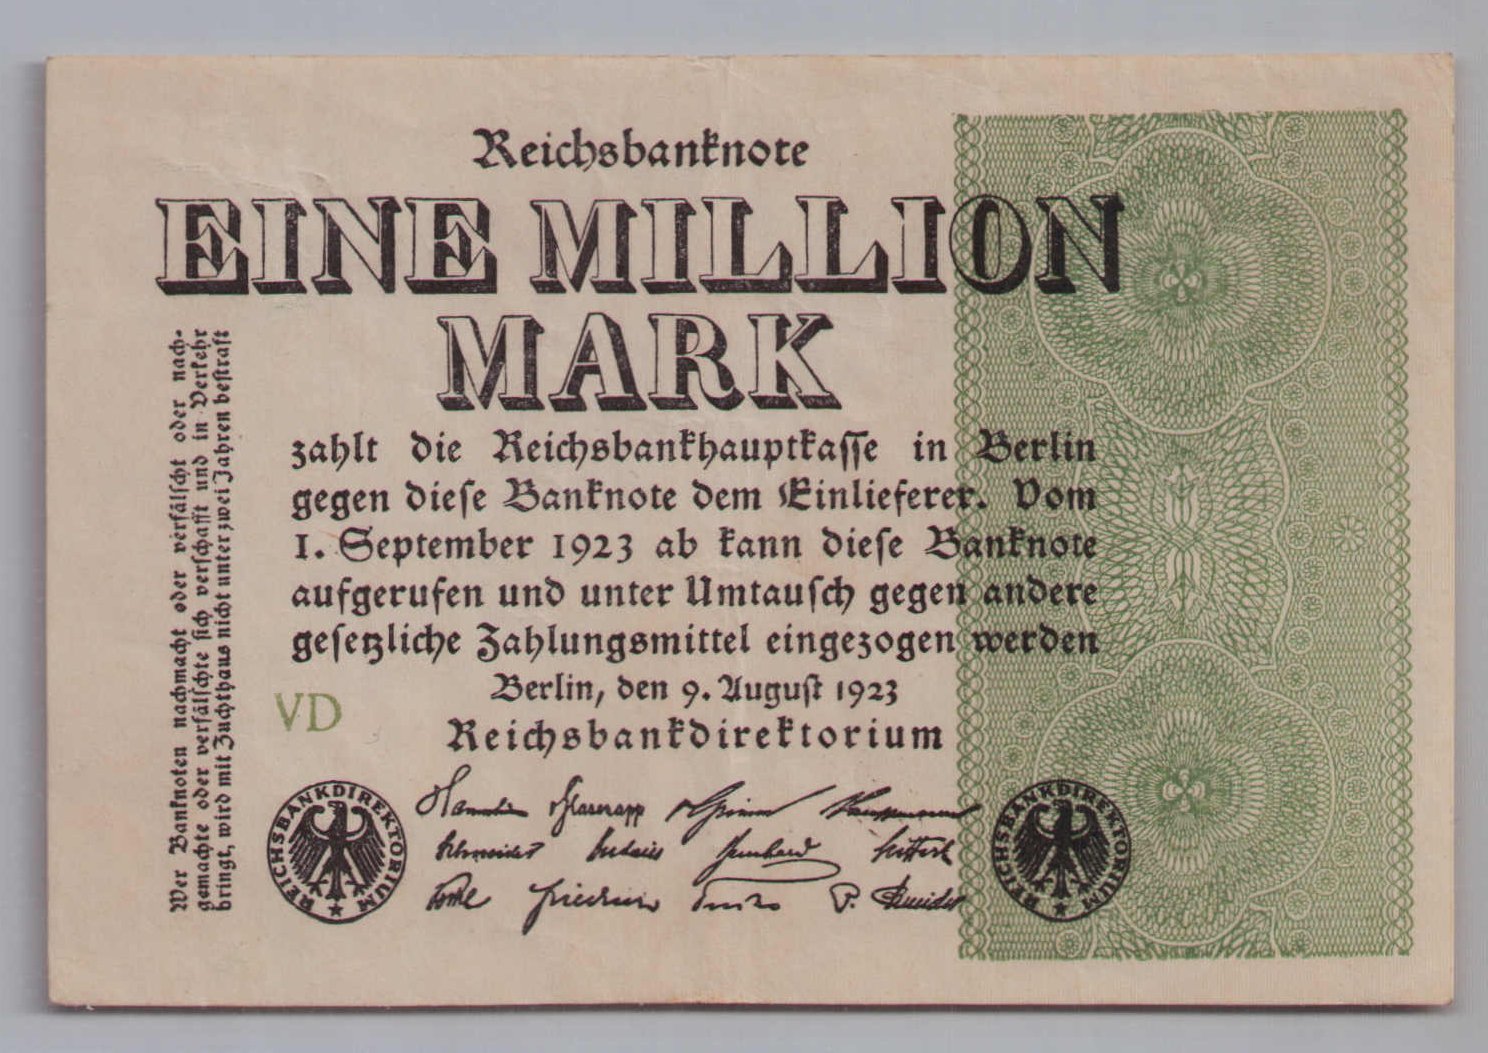 Reichsbanknote
EINE MILLION
MARK
zahlt die Reichsbankhauptkasse in Berlin
gegen diese Banknote dem Einlieferer. Vom
1. September 1923 ab kann diese Banknote
aufgerufen und unter Umtausch gegen andere
gesetzliche Zahlungsmittel eingezogen werden
Berlin, den 9. August 1923
Reichsbankdirektorium
VD
Wer Banknoten nachmacht oder verfälscht oder nach-
gemachte oder verfälschte sich verschafft und in Verkehr
bringt, wird mit Zuchthaus nicht unter zwei Jahren bestraft
REICHSBANKDIREKTORIUM
REICHSBANKDIREKTORIUM